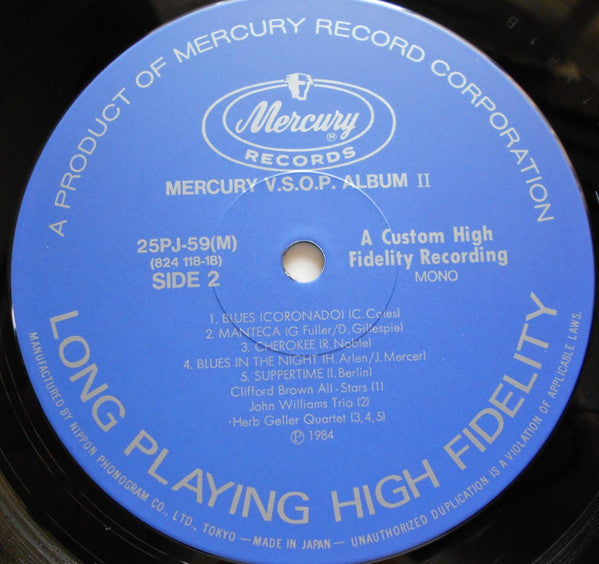 A PRODUCT OF MERCURY RECORD CORPORATION
Mercury®
RECORDS
MERCURY V.S.O.P. ALBUM II
25PJ-59(M)
(824 118-1B)
SIDE 2
A Custom High
Fidelity Recording
MONO
1. BLUES (CORONADO) (C. Coles)
2. MANTECA (G. Fuller/D. Gillespie)
3. CHEROKEE (R. Noble)
4. BLUES IN THE NIGHT (H. Arlen/J. Mercer)
5. SUPPERTIME (I. Berlin)
Clifford Brown All-Stars (1)
John Williams Trio (2)
Herb Geller Quartet (3,4,5)
Ⓟ 1984
LONG PLAYING HIGH FIDELITY
MANUFACTURED BY NIPPON PHONOGRAM CO., LTD., TOKYO — MADE IN JAPAN — UNAUTHORIZED DUPLICATION IS A VIOLATION OF APPLICABLE LAWS.